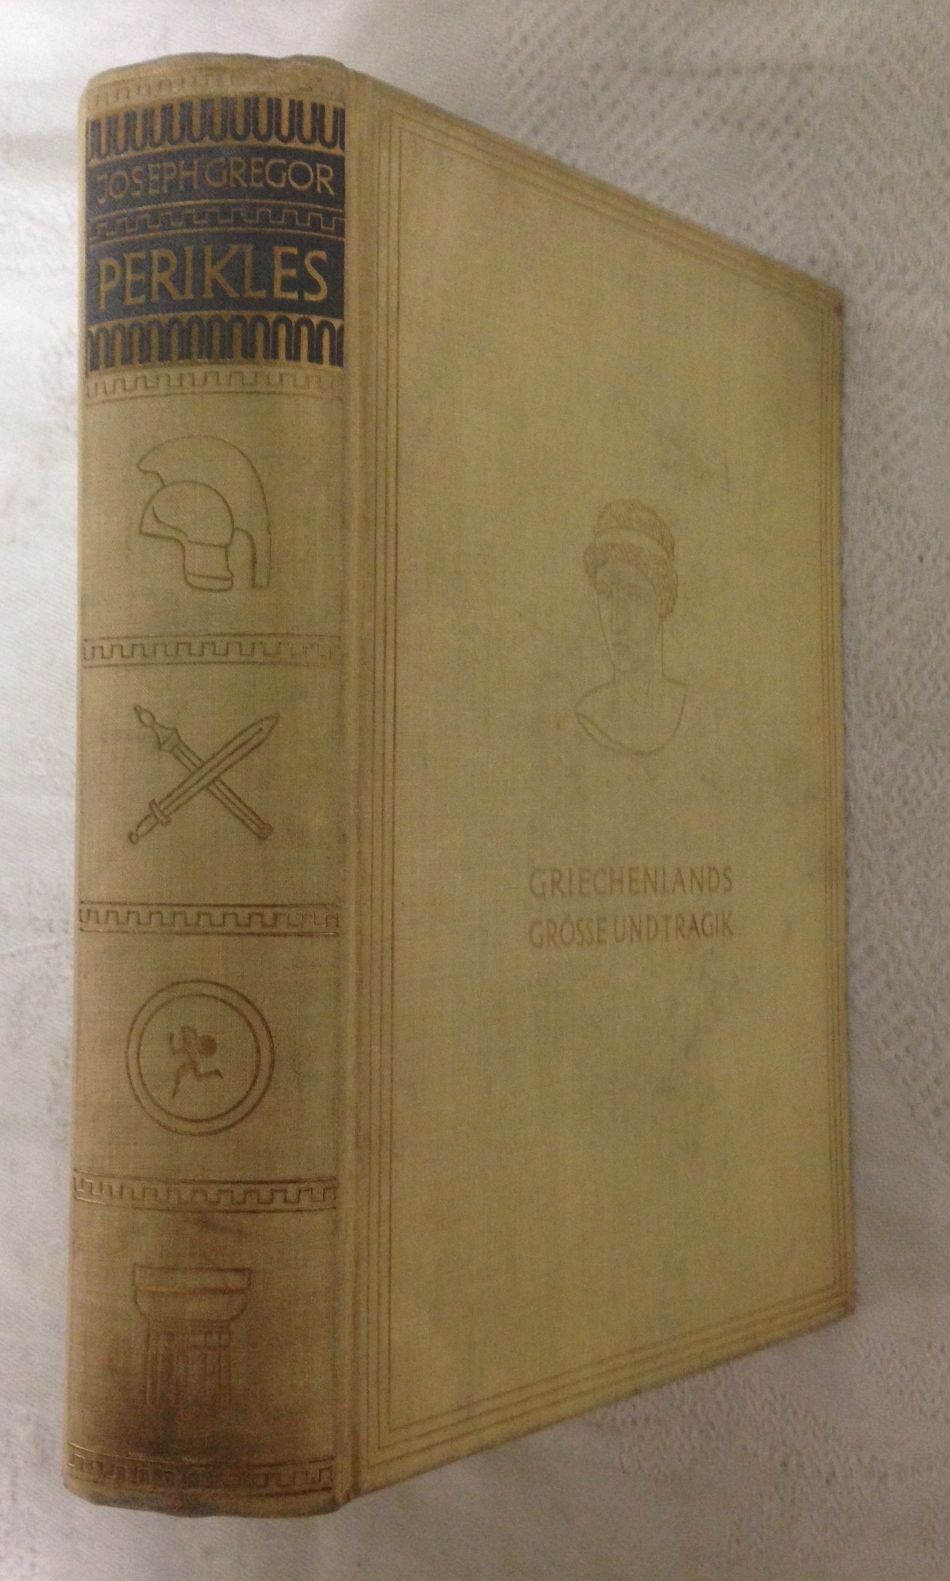 JOSEPH GREGOR
PERIKLES
GRIECHENLANDS
GRÖSSE UND TRAGIK